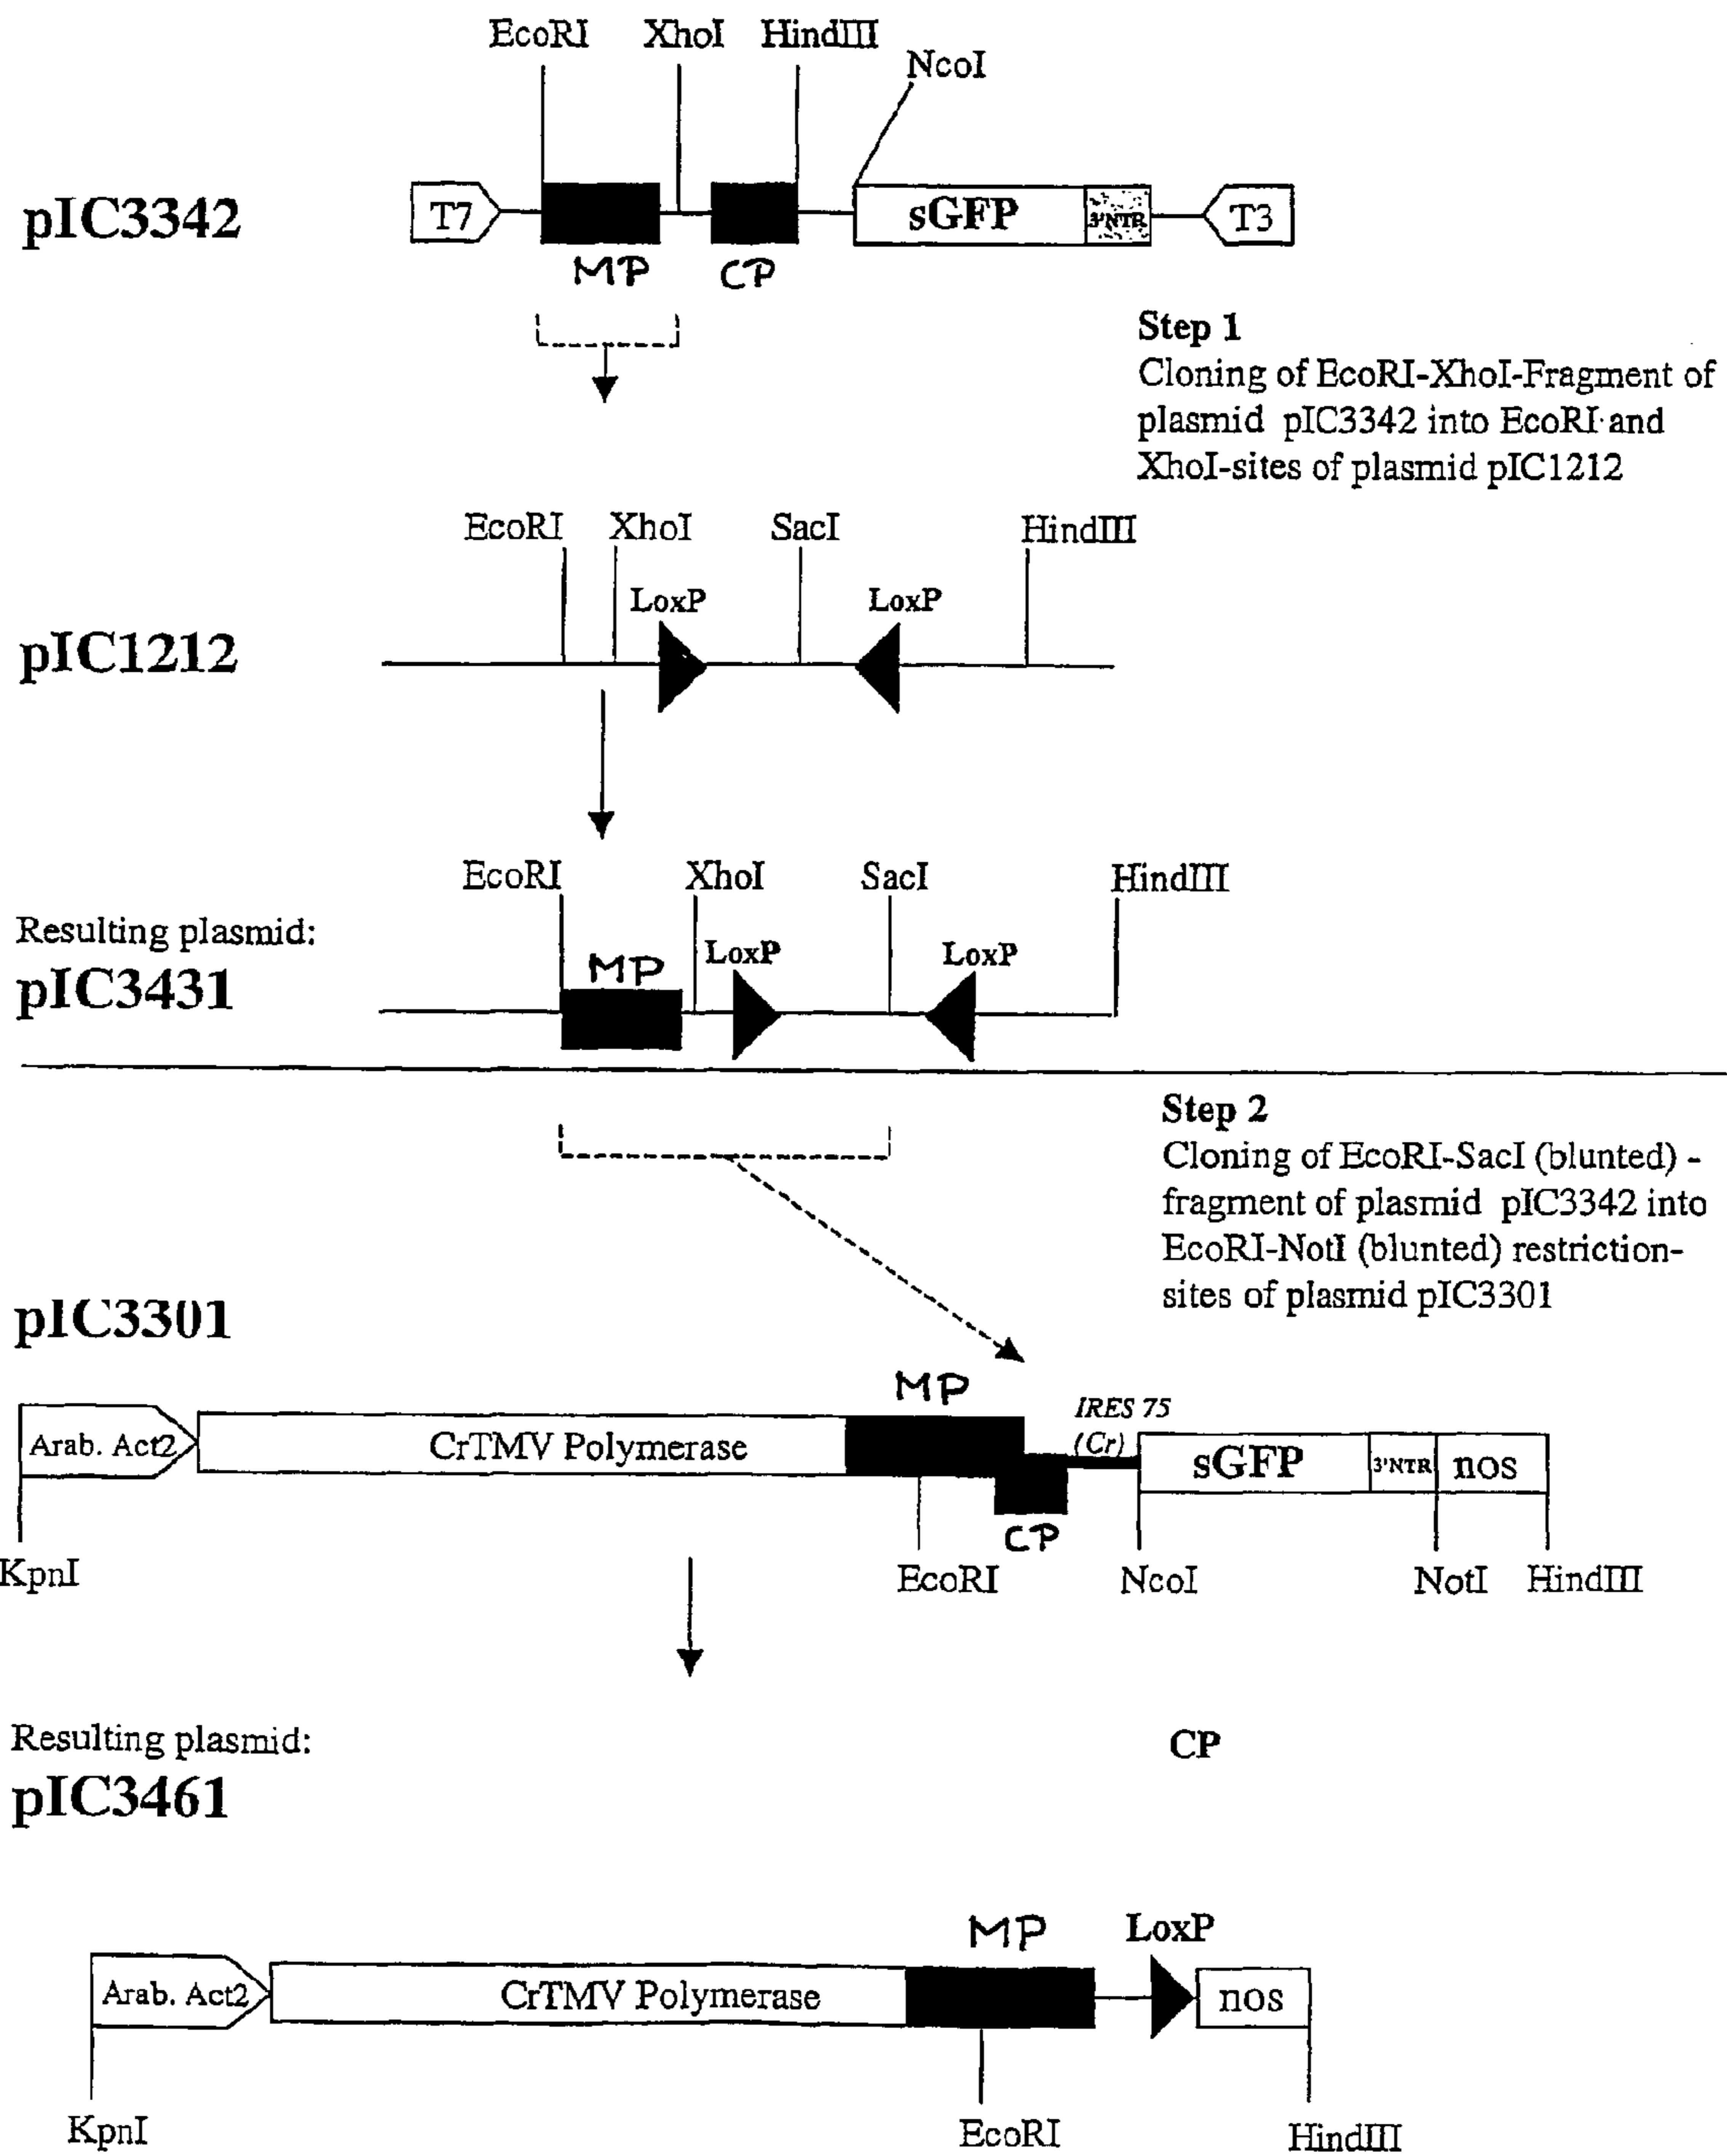 EcoRI XhoI HindIII
NcoI
pIC3342
T7 sGFP 3'NTR T3
MP CP
Step 1
Cloning of EcoRI-XhoI-Fragment of
plasmid pIC3342 into EcoRI and
XhoI-sites of plasmid pIC1212
EcoRI XhoI SacI HindIII
LoxP LoxP
pIC1212
EcoRI XhoI SacI HindIII
Resulting plasmid:
pIC3431
MP LoxP LoxP
Step 2
Cloning of EcoRI-SacI (blunted) -
fragment of plasmid pIC3342 into
EcoRI-NotI (blunted) restriction-
sites of plasmid pIC3301
pIC3301
MP IRES 75
(Cr)
Arab. Act2 CrTMV Polymerase sGFP 3'NTR nos
CP
KpnI EcoRI NcoI NotI HindIII
Resulting plasmid:
pIC3461
CP
MP LoxP
Arab. Act2 CrTMV Polymerase nos
KpnI EcoRI HindIII